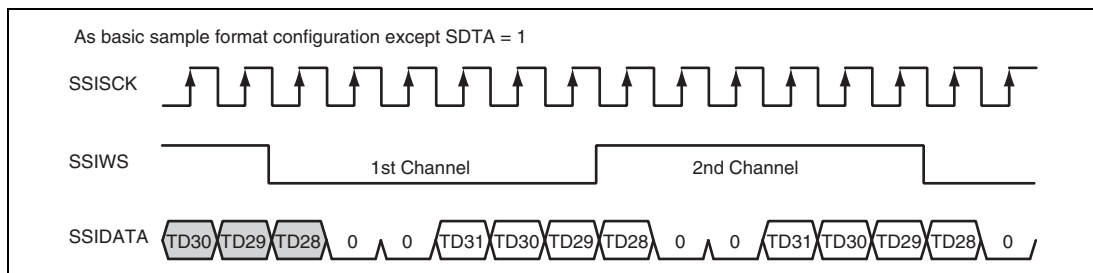 As basic sample format configuration except SDTA = 1
SSISCK
SSIWS 1st Channel 2nd Channel
SSIDATA TD30 TD29 TD28 0 0 TD31 TD30 TD29 TD28 0 0 TD31 TD30 TD29 TD28 0